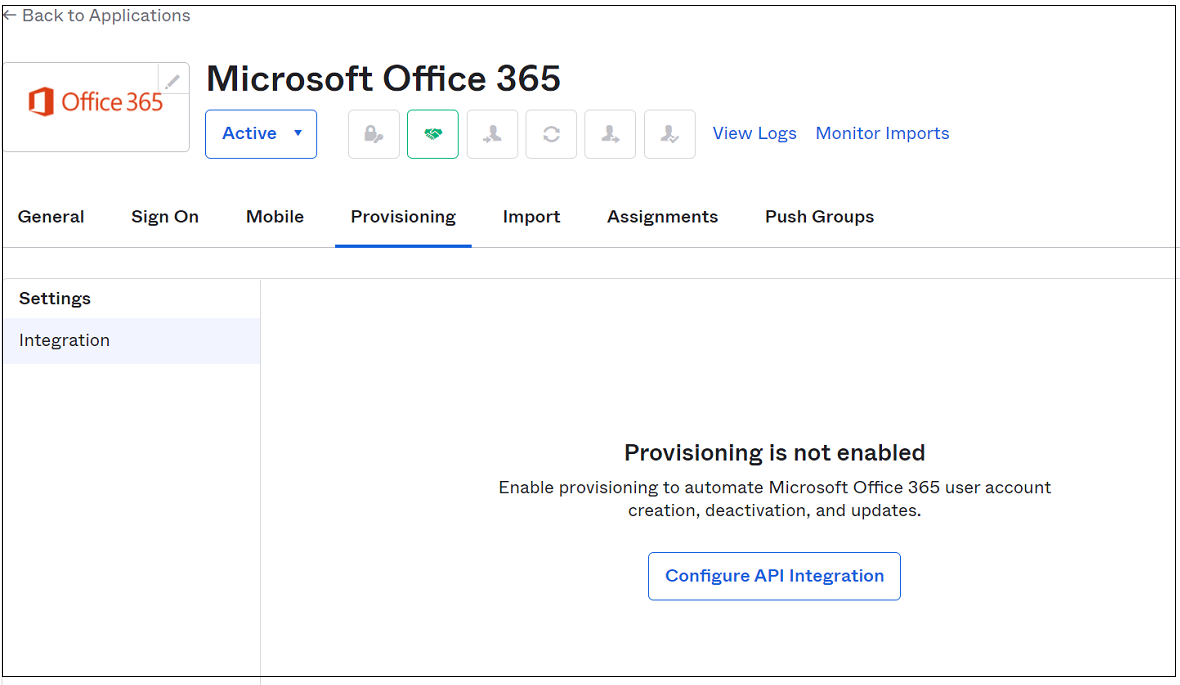 ← Back to Applications
Office 365
Microsoft Office 365
Active
View Logs
Monitor Imports
General
Sign On
Mobile
Provisioning
Import
Assignments
Push Groups
Settings
Integration
Provisioning is not enabled
Enable provisioning to automate Microsoft Office 365 user account
creation, deactivation, and updates.
Configure API Integration